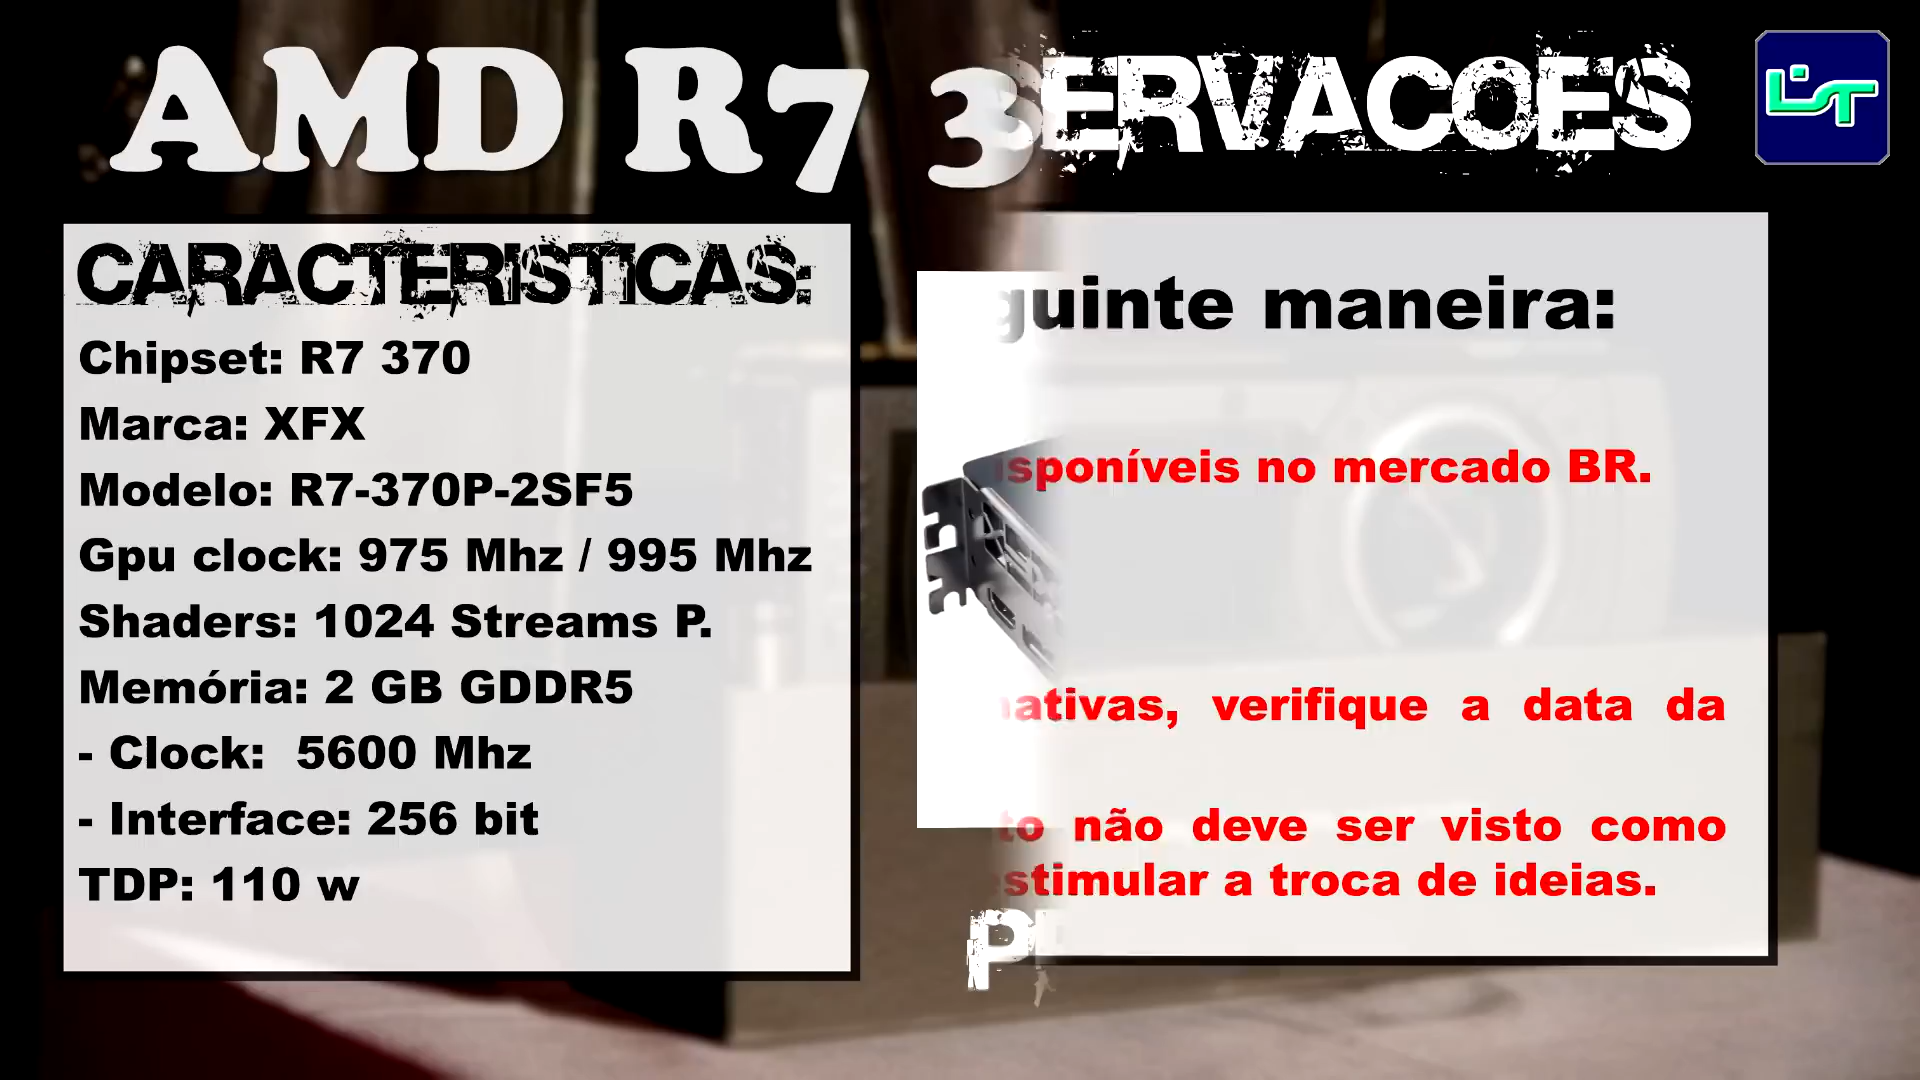 AMD R7 3
ERVACOES
LIST
CARACTERISTICAS:
Chipset: R7 370
Marca: XFX
Modelo: R7-370P-2SF5
Gpu clock: 975 Mhz / 995 Mhz
Shaders: 1024 Streams P.
Memória: 2 GB GDDR5
- Clock: 5600 Mhz
- Interface: 256 bit
TDP: 110 w
guinte maneira:
sponíveis no mercado BR.
ativas, verifique a data da
to não deve ser visto como
stimular a troca de ideias.
P